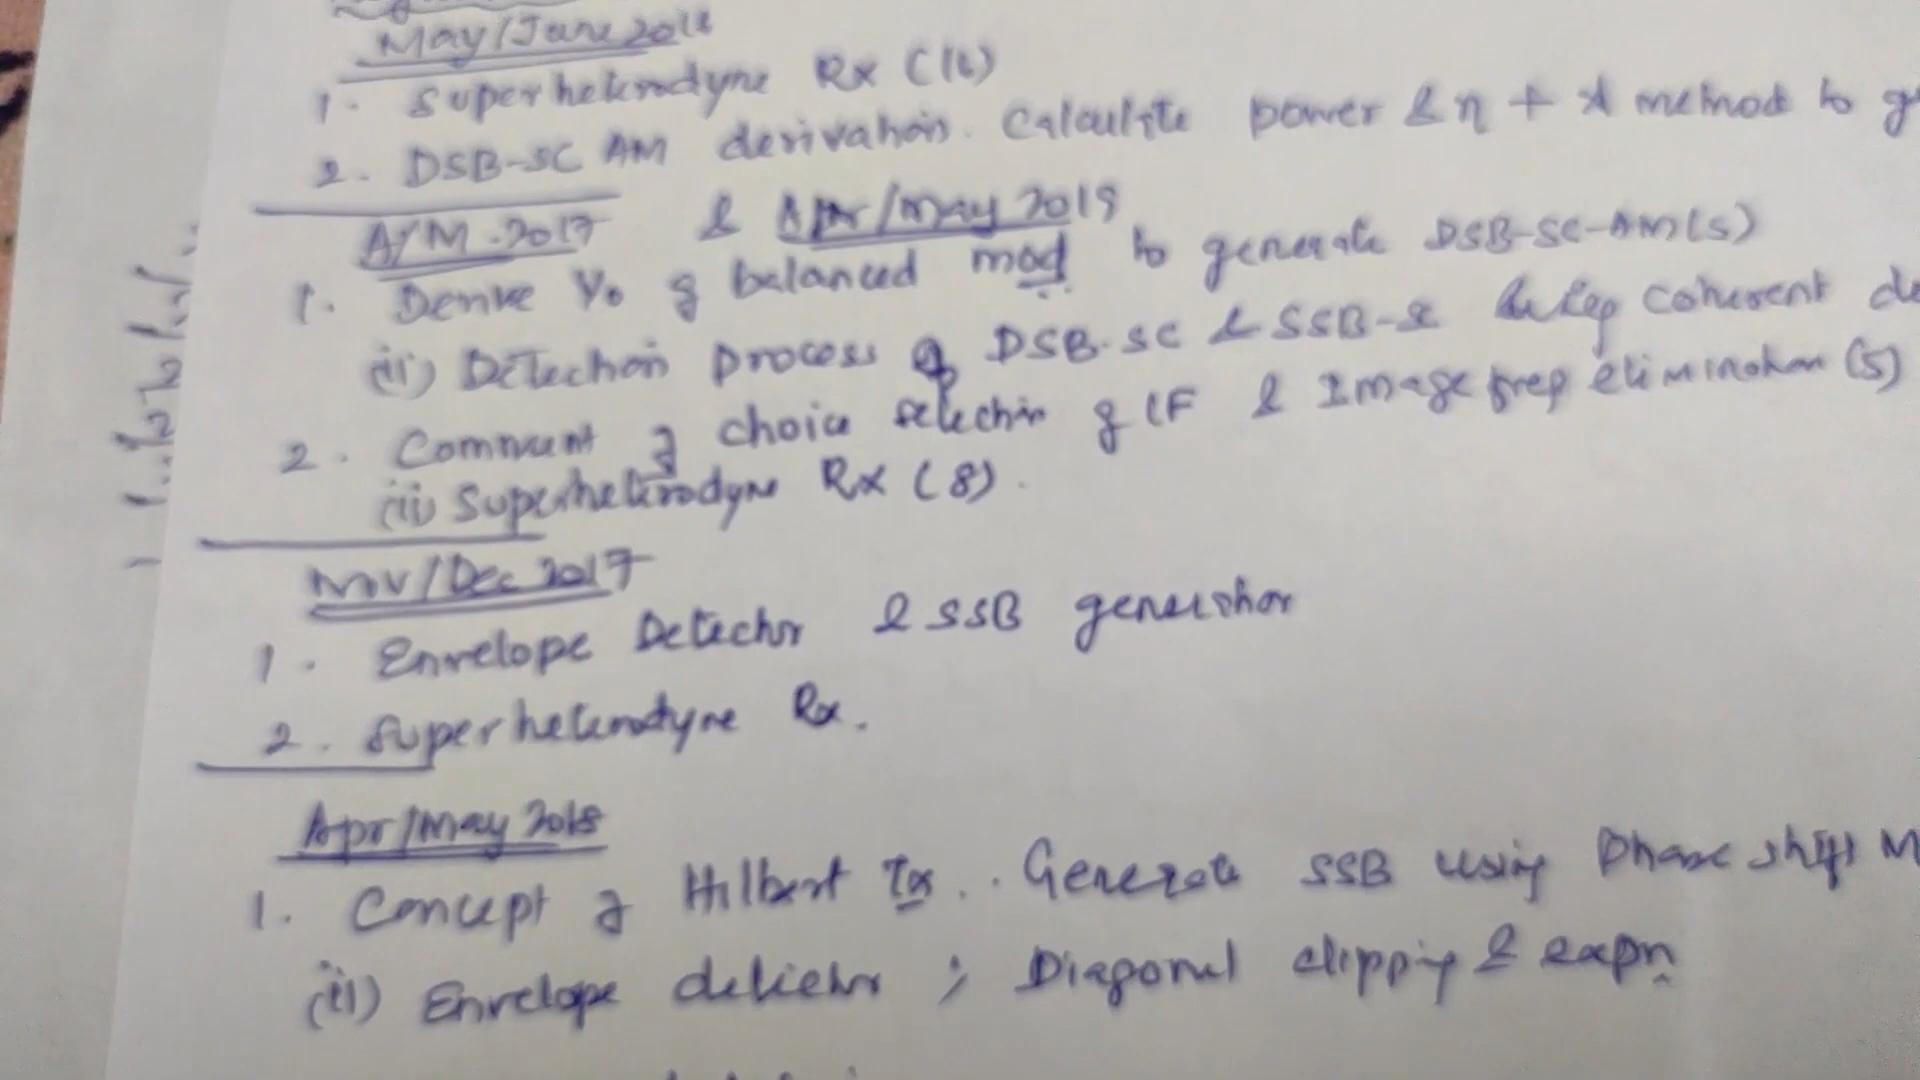 May/June 2016
1. Superheterodyne Rx (16)
2. DSB-SC AM derivation. Calculate power & η + 1 method to
A/M-2017 & Apr/May 2019
1. Derive Vo of balanced mod to generate DSB-SC-AM(5)
(ii) Detection process of DSB-SC & SSB-SC coherent
2. Comment of choice selection of IF & Image freq elimination (5)
(ii) Superheterodyne Rx (8).
Nov/Dec 2017
1. Envelope Detector & SSB generation
2. Superheterodyne Rx.
Apr/May 2018
1. Concept of Hilbert Tx.. Generate SSB using Phase shift
(ii) Envelope detector; Diagonal clipping & expn